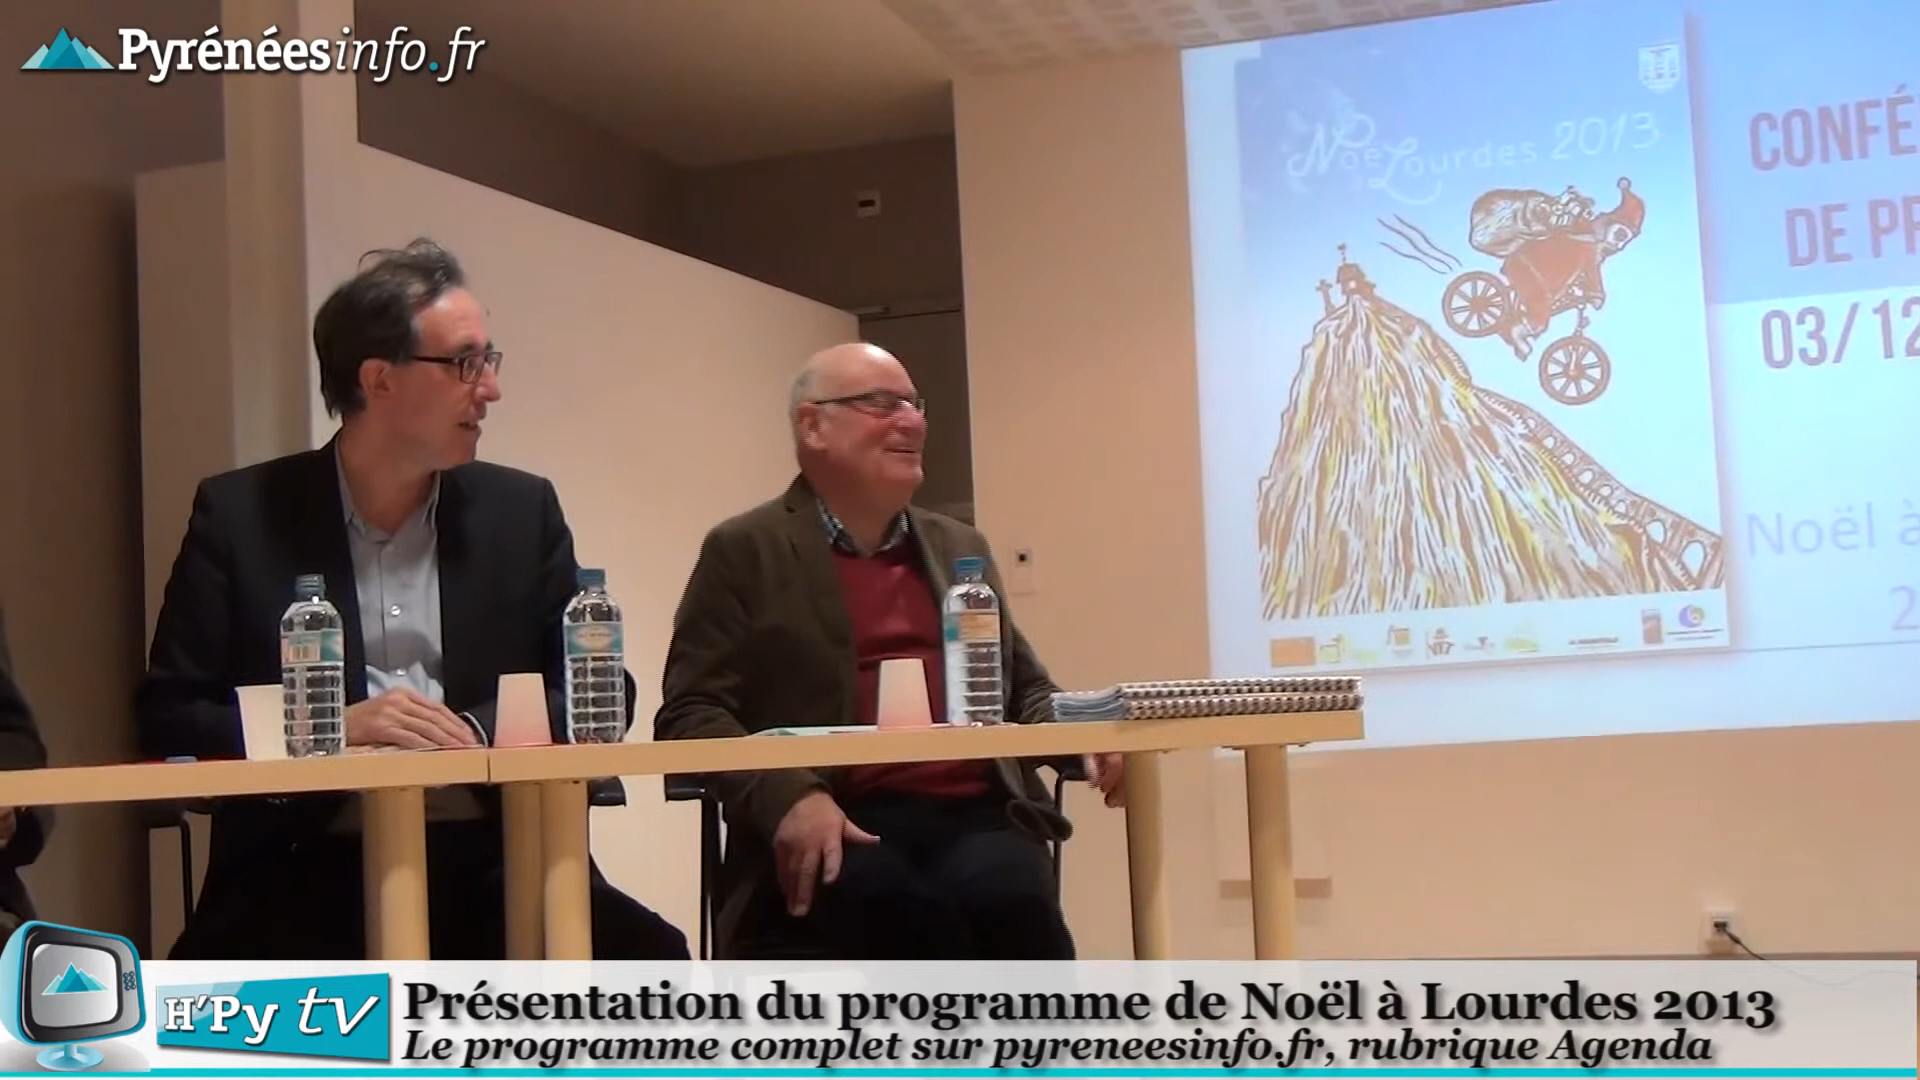 Pyrénéesinfo.fr
Noël Lourdes 2013
CONFÉ
DE PR
03/12
Noël à
2
H'Py tv
Présentation du programme de Noël à Lourdes 2013
Le programme complet sur pyreneesinfo.fr, rubrique Agenda